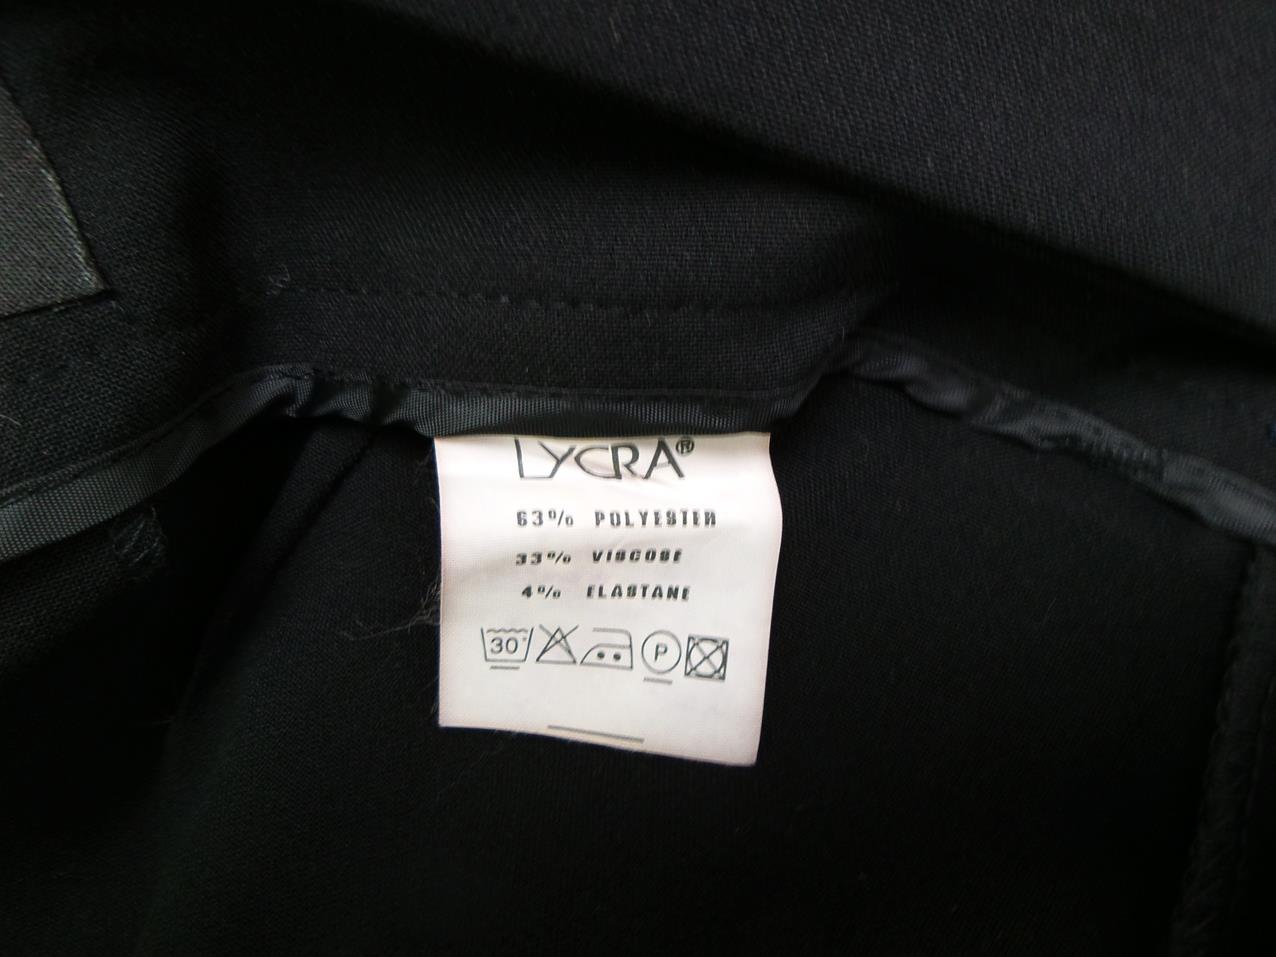 LYCRA®
63% POLYESTER
33% VISCOSE
4% ELASTANE
30° P